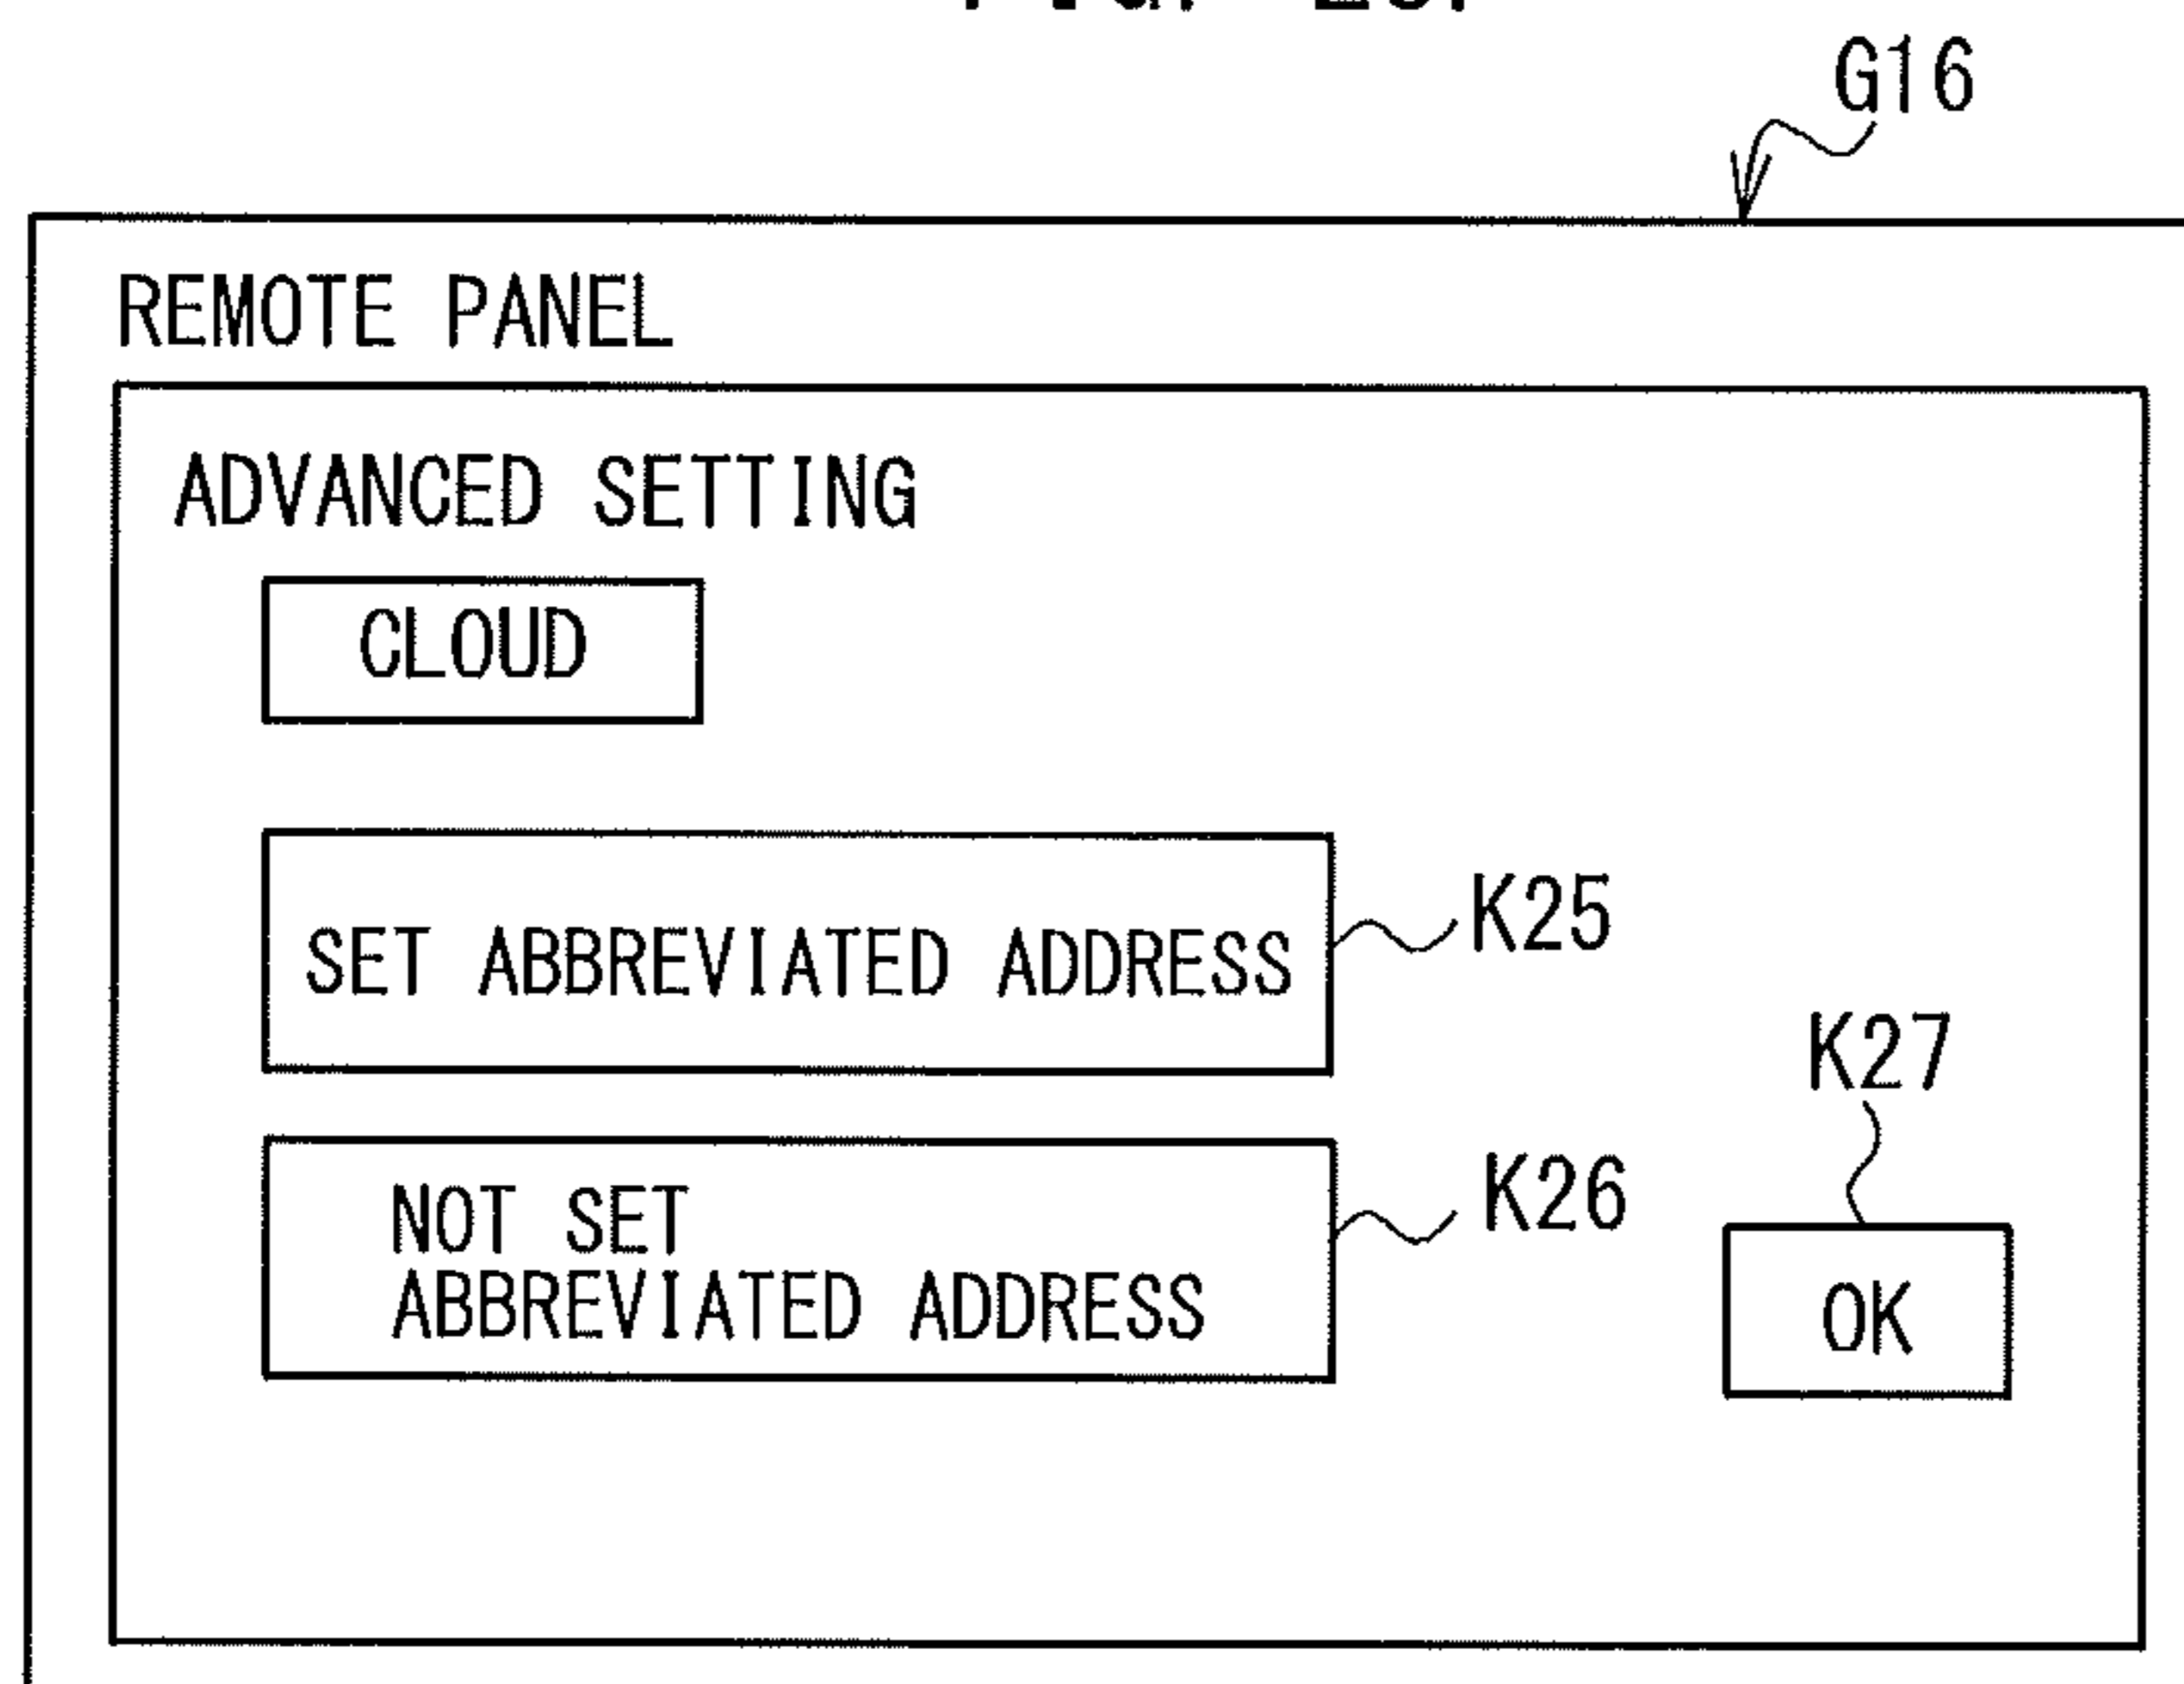 G16
REMOTE PANEL
ADVANCED SETTING
CLOUD
SET ABBREVIATED ADDRESS
K25
K27
NOT SET
ABBREVIATED ADDRESS
K26
OK